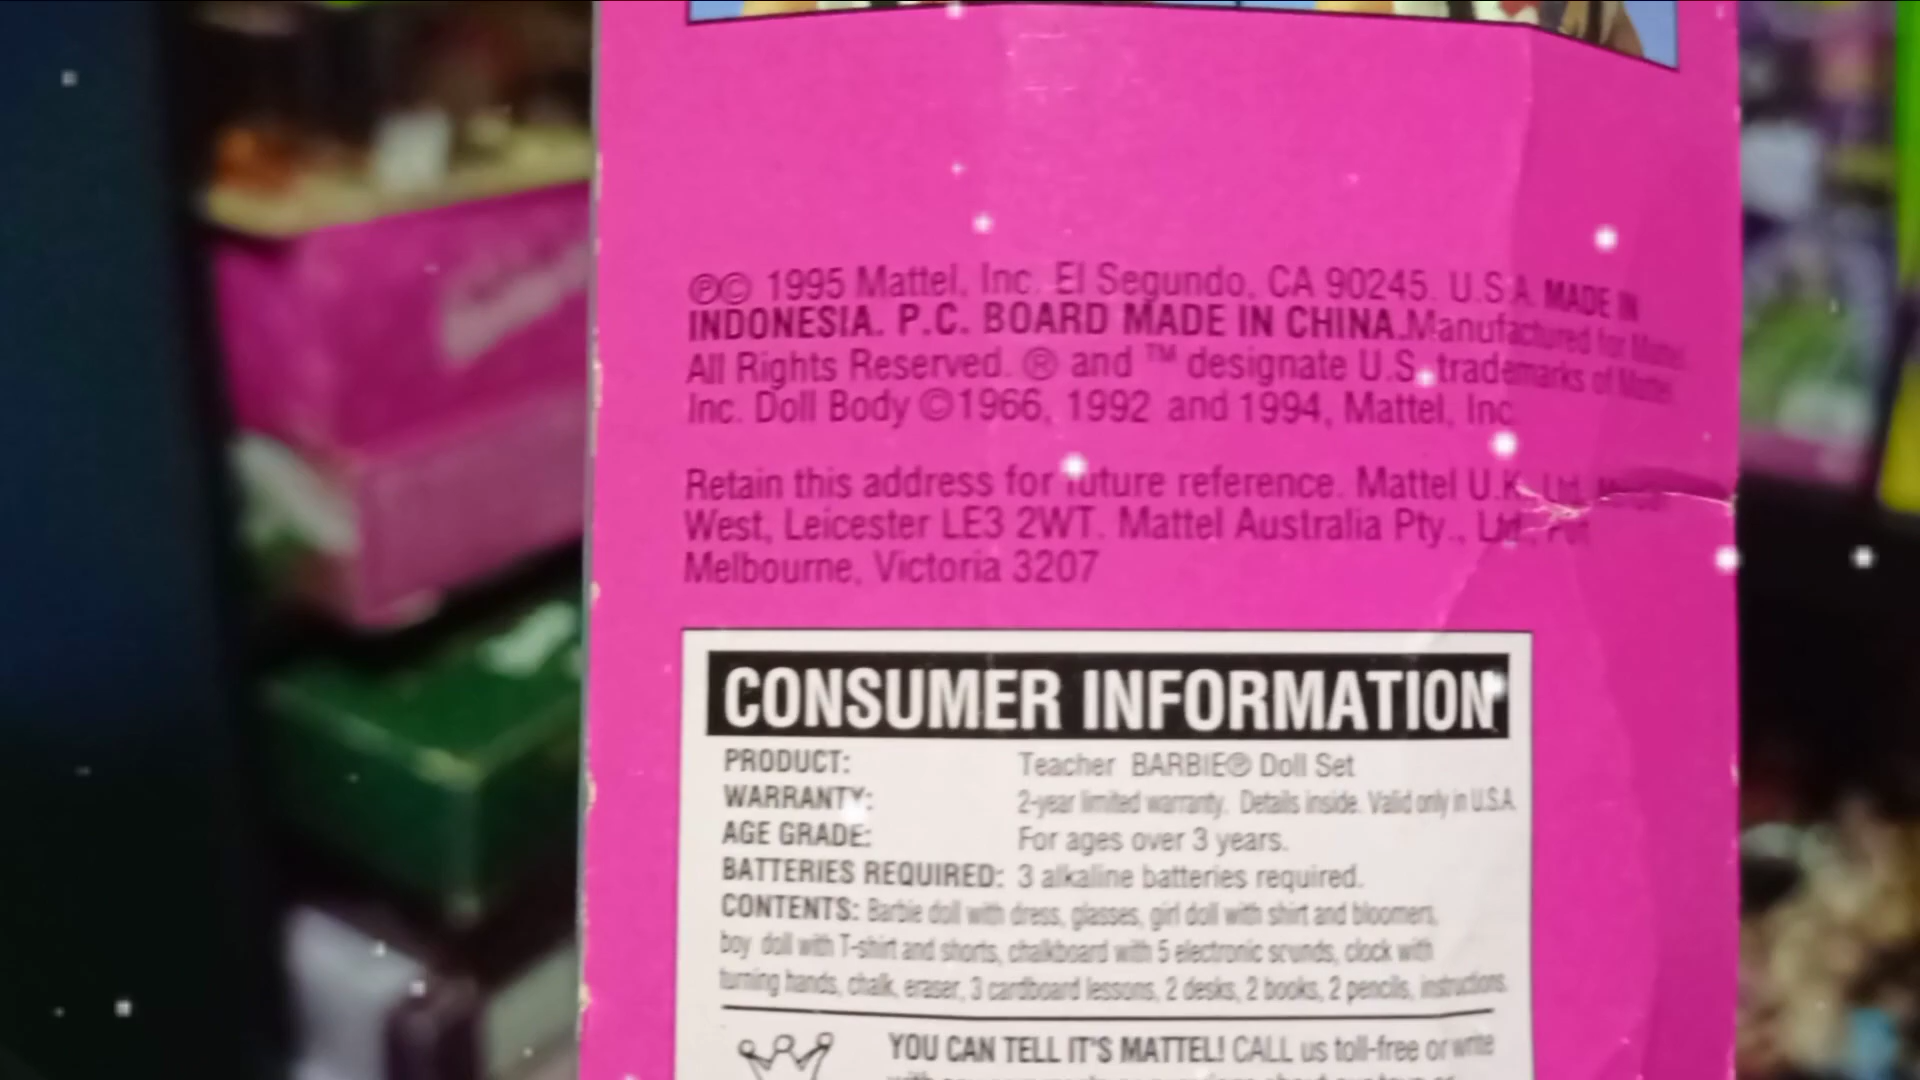 ℗© 1995 Mattel, Inc. El Segundo, CA 90245. U.S.A. MADE IN
INDONESIA. P.C. BOARD MADE IN CHINA. Manufactured for Mattel
All Rights Reserved. ® and ™ designate U.S. trademarks of Mattel
Inc. Doll Body ©1966, 1992 and 1994, Mattel, Inc.
Retain this address for future reference. Mattel U.K. Ltd.
West, Leicester LE3 2WT. Mattel Australia Pty., Ltd.,
Melbourne, Victoria 3207
CONSUMER INFORMATION
PRODUCT: Teacher BARBIE® Doll Set
WARRANTY: 2-year limited warranty. Details inside. Valid only in U.S.A.
AGE GRADE: For ages over 3 years.
BATTERIES REQUIRED: 3 alkaline batteries required.
CONTENTS: Barbie doll with dress, glasses, girl doll with shirt and bloomers,
boy doll with T-shirt and shorts, chalkboard with 5 electronic sounds, clock with
turning hands, chalk, eraser, 3 cardboard lessons, 2 desks, 2 books, 2 pencils, instructions.
YOU CAN TELL IT'S MATTEL! CALL us toll-free or write